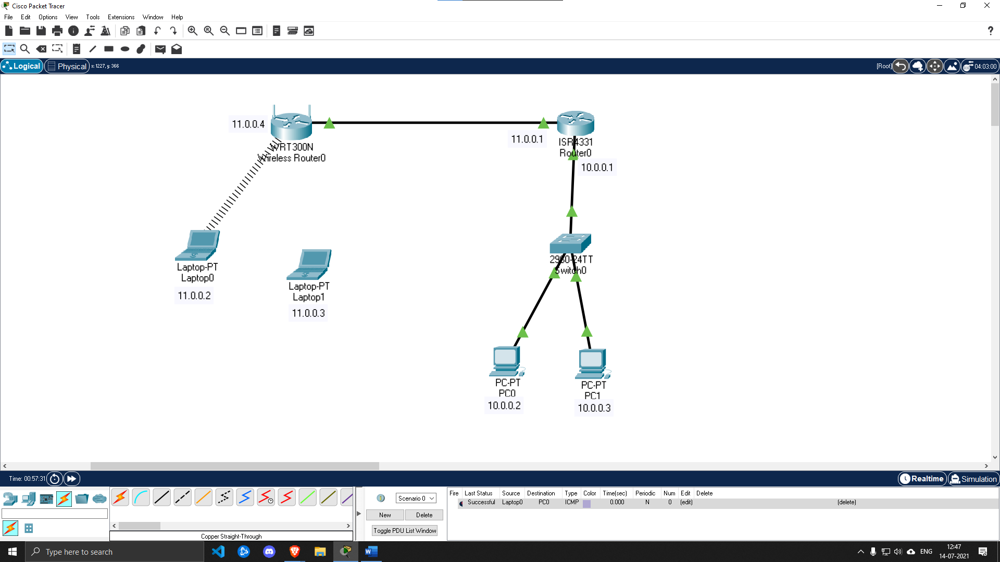 Cisco Packet Tracer
File Edit Options View Tools Extensions Window Help
Logical Physical x: 1227, y: 366 [Root] 04:03:00
11.0.0.4
WRT300N
Wireless Router0
11.0.0.1
ISR4331
Router0
10.0.0.1
Laptop-PT
Laptop0
11.0.0.2
Laptop-PT
Laptop1
11.0.0.3
2960-24TT
Switch0
PC-PT
PC0
10.0.0.2
PC-PT
PC1
10.0.0.3
Time: 00:57:31 Realtime Simulation
Scenario 0
New Delete
Toggle PDU List Window
Copper Straight-Through
Fire Last Status Source Destination Type Color Time(sec) Periodic Num Edit Delete
Successful Laptop0 PC0 ICMP 0.000 N 0 (edit) (delete)
Type here to search
ENG
12:47
14-07-2021